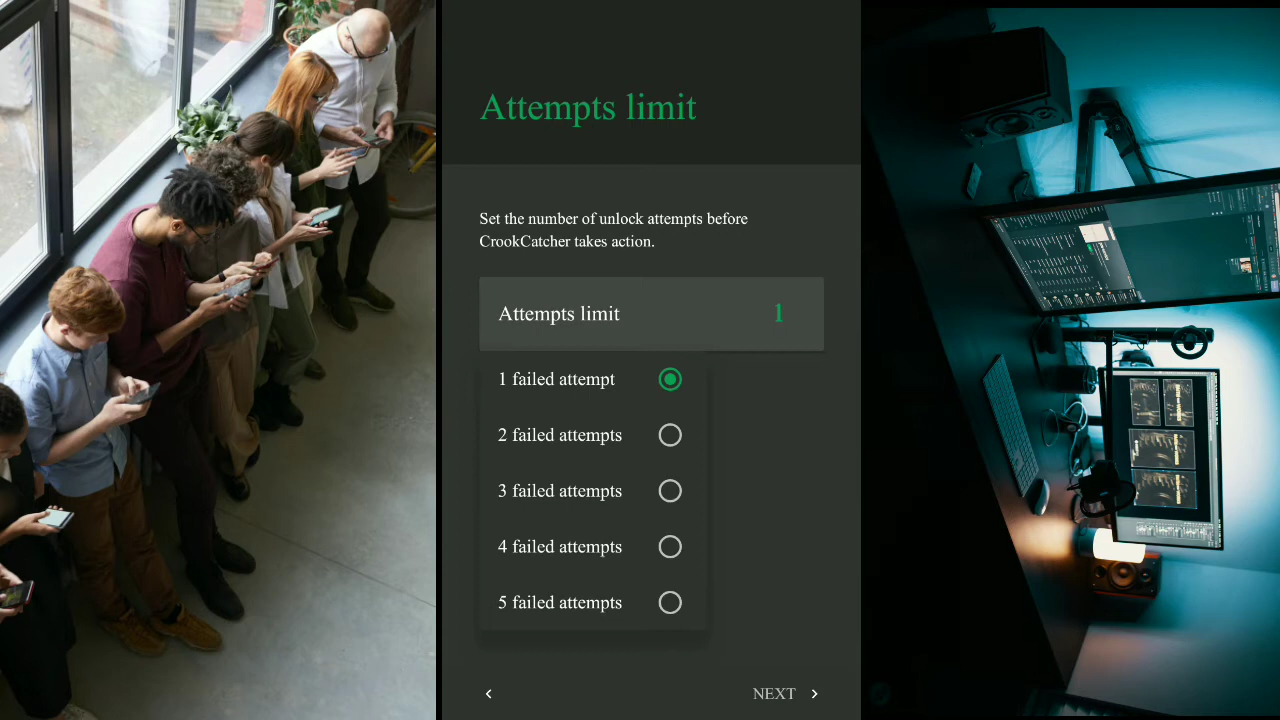 Attempts limit
Set the number of unlock attempts before
CrookCatcher takes action.
Attempts limit 1
1 failed attempt
2 failed attempts
3 failed attempts
4 failed attempts
5 failed attempts
NEXT